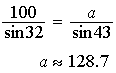 100/sin32 = a/sin43
a ≈ 128.7